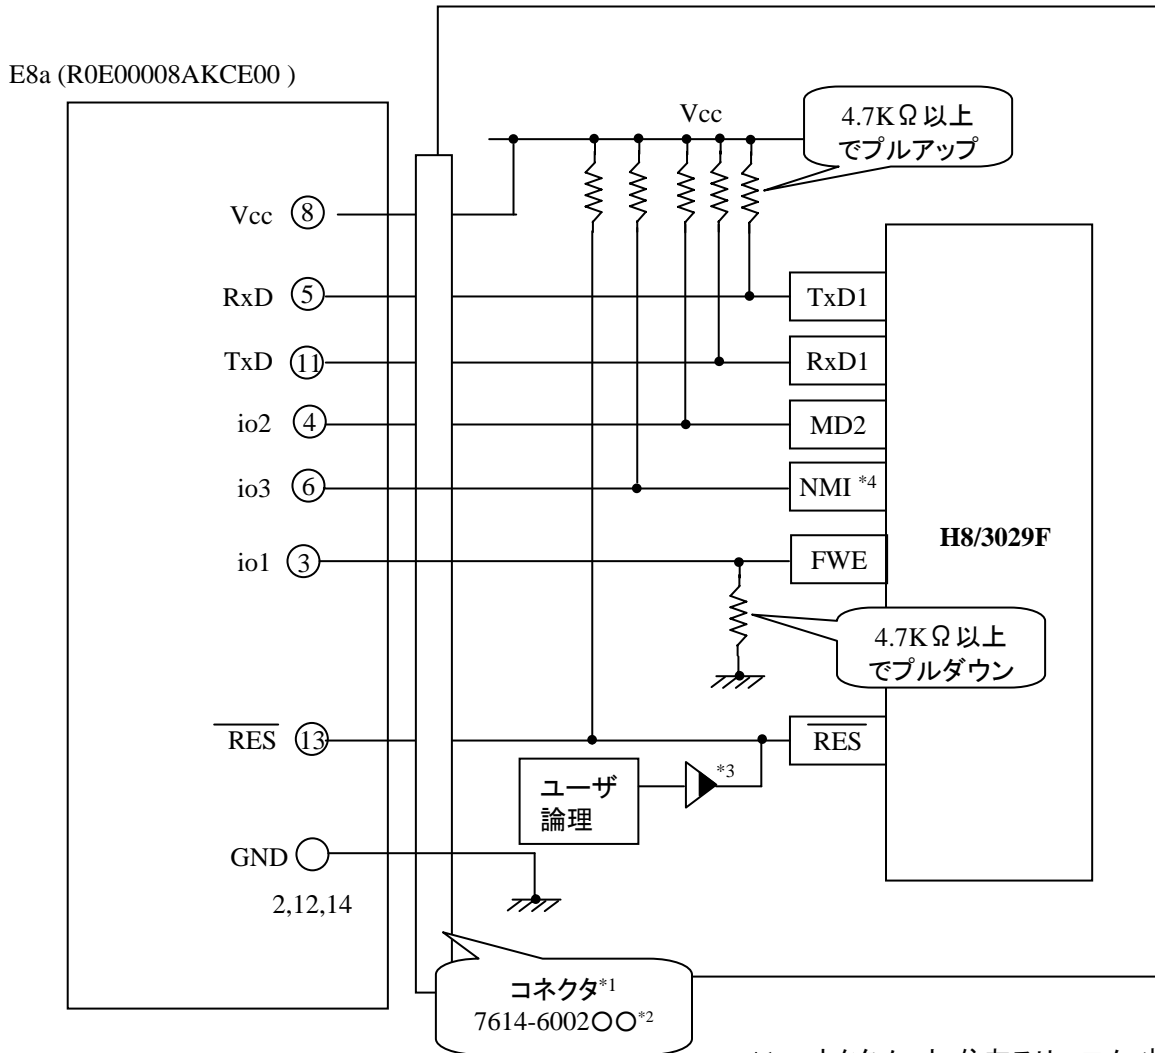 E8a (R0E00008AKCE00 )
Vcc
4.7KΩ以上
でプルアップ
Vcc 8
RxD 5
TxD1
TxD 11
RxD1
io2 4
MD2
io3 6
NMI *4
H8/3029F
io1 3
FWE
4.7KΩ以上
でプルダウン
RES 13
RES
*3
ユーザ
論理
GND
2,12,14
コネクタ*1
7614-6002〇〇*2